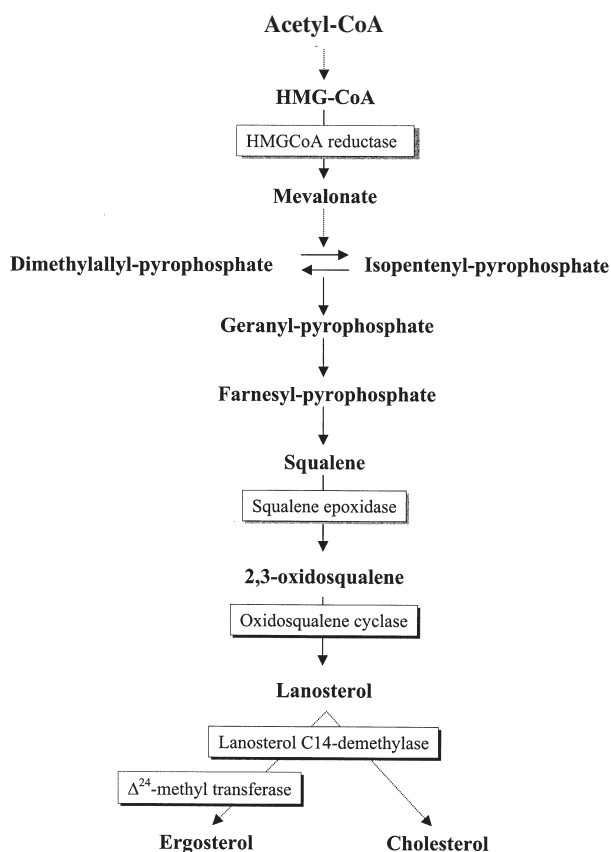 Acetyl-CoA
HMG-CoA
HMGCoA reductase
Mevalonate
Dimethylallyl-pyrophosphate
Isopentenyl-pyrophosphate
Geranyl-pyrophosphate
Farnesyl-pyrophosphate
Squalene
Squalene epoxidase
2,3-oxidosqualene
Oxidosqualene cyclase
Lanosterol
Lanosterol C14-demethylase
Δ²⁴-methyl transferase
Ergosterol
Cholesterol